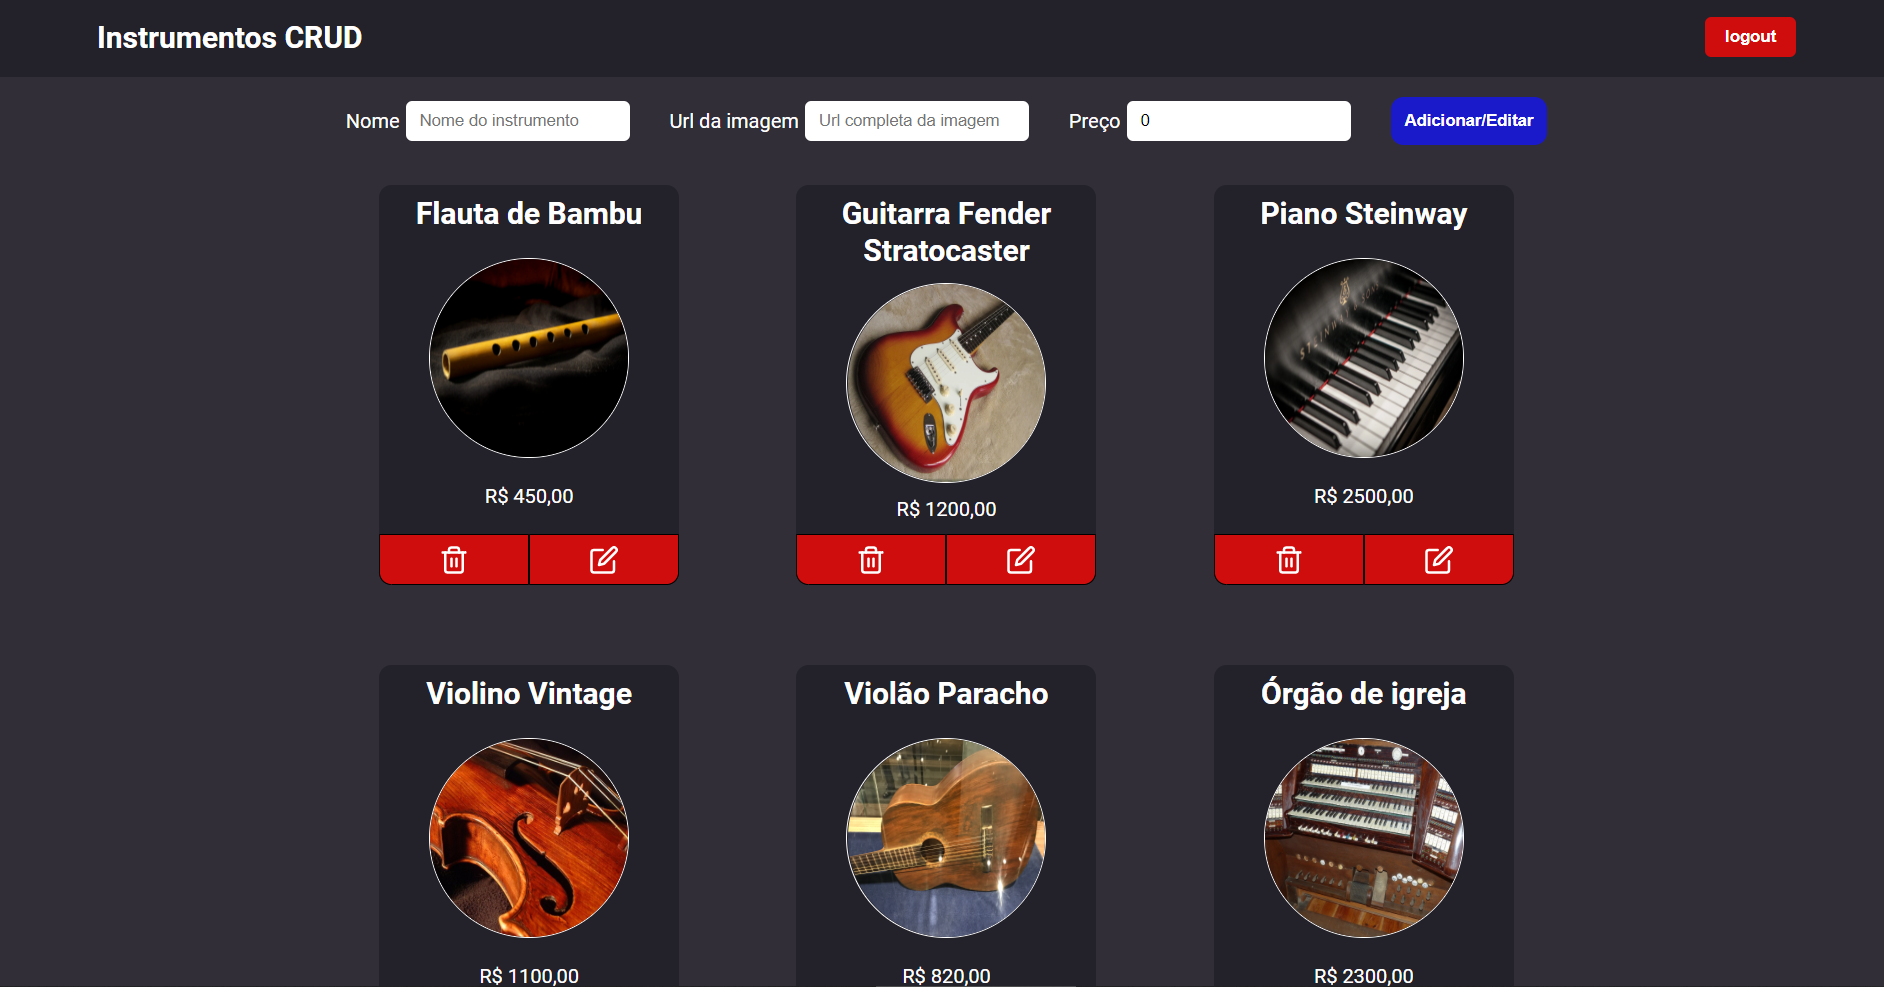 Instrumentos CRUD
logout
Nome
Nome do instrumento
Url da imagem
Url completa da imagem
Preço
0
Adicionar/Editar
Flauta de Bambu
Guitarra Fender
Stratocaster
Piano Steinway
STEINWAY & SONS
R$ 450,00
R$ 1200,00
R$ 2500,00
Violino Vintage
Violão Paracho
Órgão de igreja
R$ 1100,00
R$ 820,00
R$ 2300,00